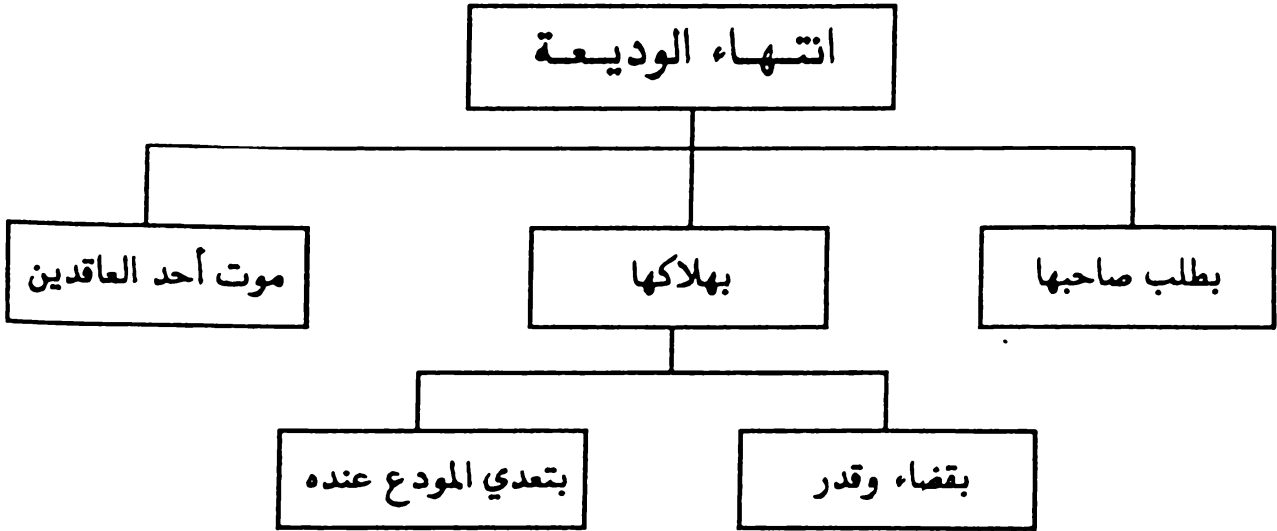 انتهاء الوديعة
بطلب صاحبها
بهلاكها
موت أحد العاقدين
بقضاء وقدر
بتعدي المودع عنده